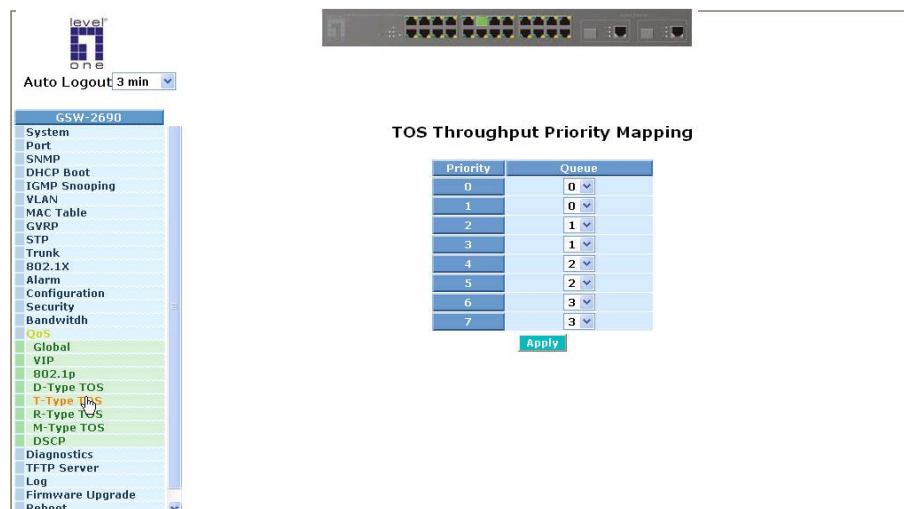 level
one
Auto Logout 3 min
GSW-2690
System
Port
SNMP
DHCP Boot
IGMP Snooping
VLAN
MAC Table
GVRP
STP
Trunk
802.1X
Alarm
Configuration
Security
Bandwitdh
QoS
Global
VIP
802.1p
D-Type TOS
T-Type TOS
R-Type TOS
M-Type TOS
DSCP
Diagnostics
TFTP Server
Log
Firmware Upgrade
Reboot
TOS Throughput Priority Mapping
Priority Queue
0 0
1 0
2 1
3 1
4 2
5 2
6 3
7 3
Apply